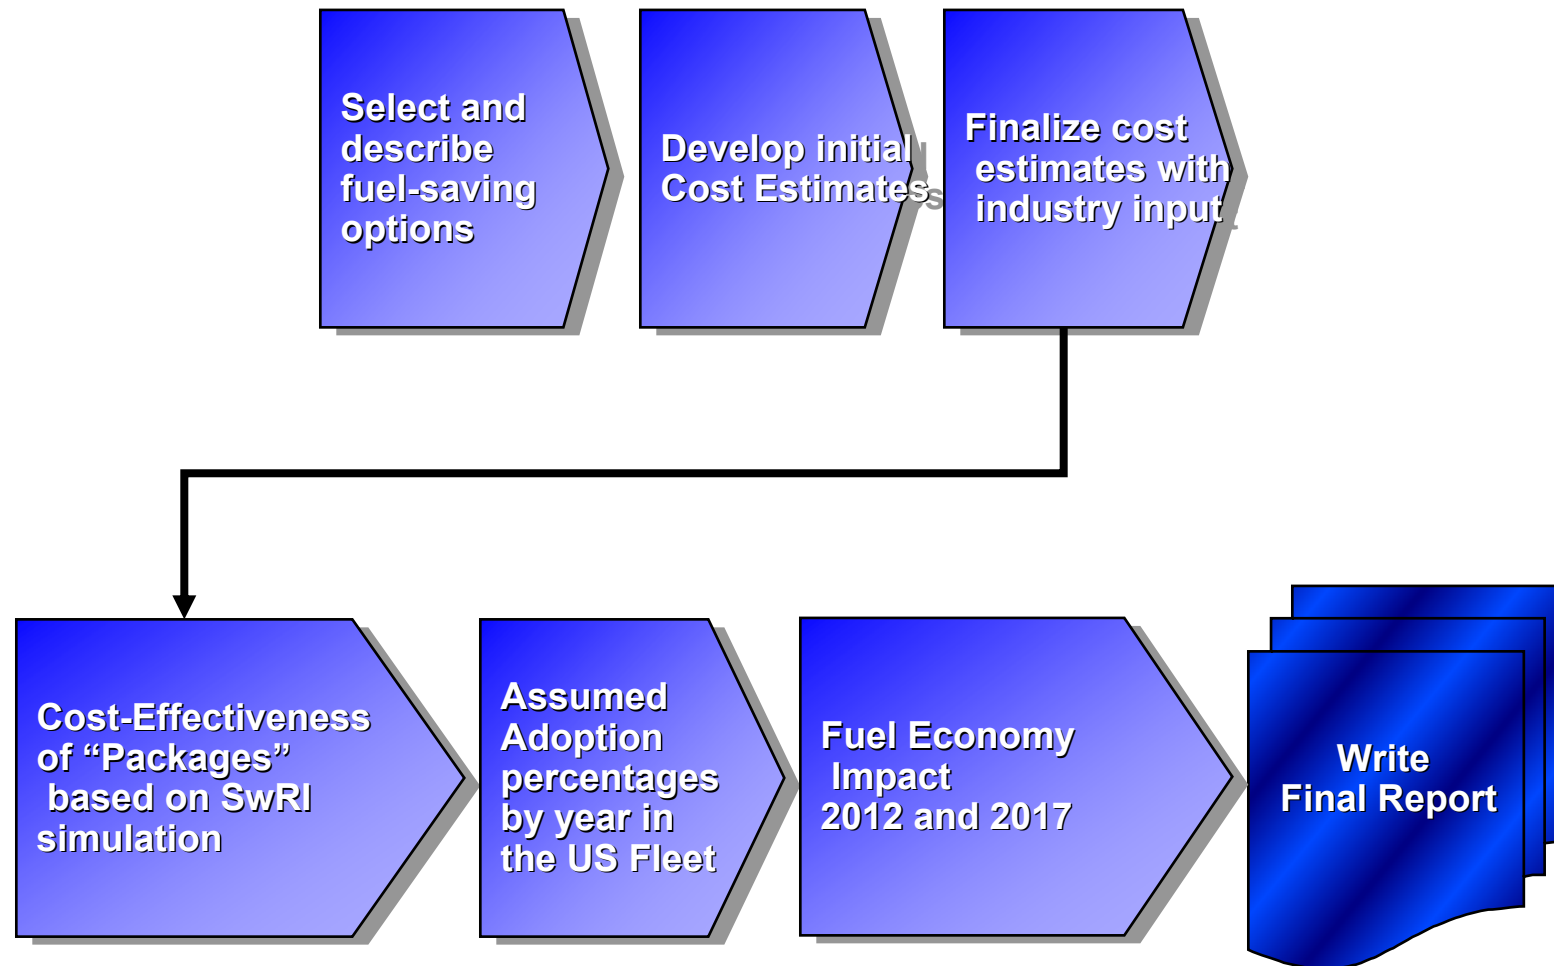 Select and
describe
fuel-saving
options
Develop initial
Cost Estimates
Finalize cost
estimates with
industry input
Cost-Effectiveness
of “Packages”
based on SwRI
simulation
Assumed
Adoption
percentages
by year in
the US Fleet
Fuel Economy
Impact
2012 and 2017
Write
Final Report